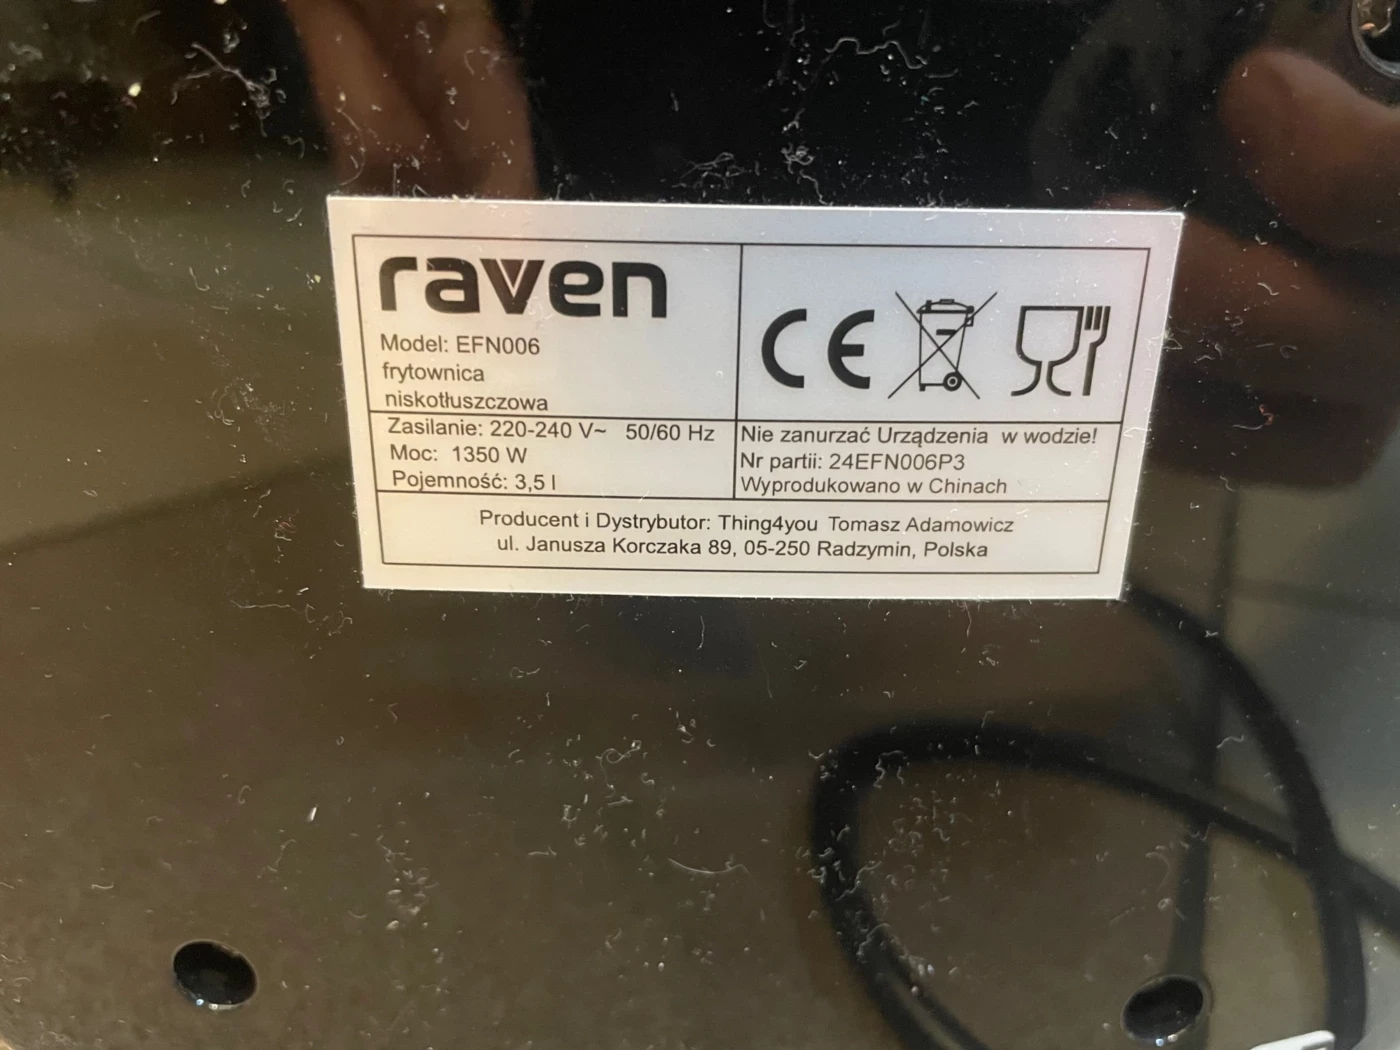 raven
Model: EFN006
frytownica
niskotłuszczowa
Zasilanie: 220-240 V~ 50/60 Hz
Moc: 1350 W
Pojemność: 3,5 l
CE
Nie zanurzać Urządzenia w wodzie!
Nr partii: 24EFN006P3
Wyprodukowano w Chinach
Producent i Dystrybutor: Thing4you Tomasz Adamowicz
ul. Janusza Korczaka 89, 05-250 Radzymin, Polska